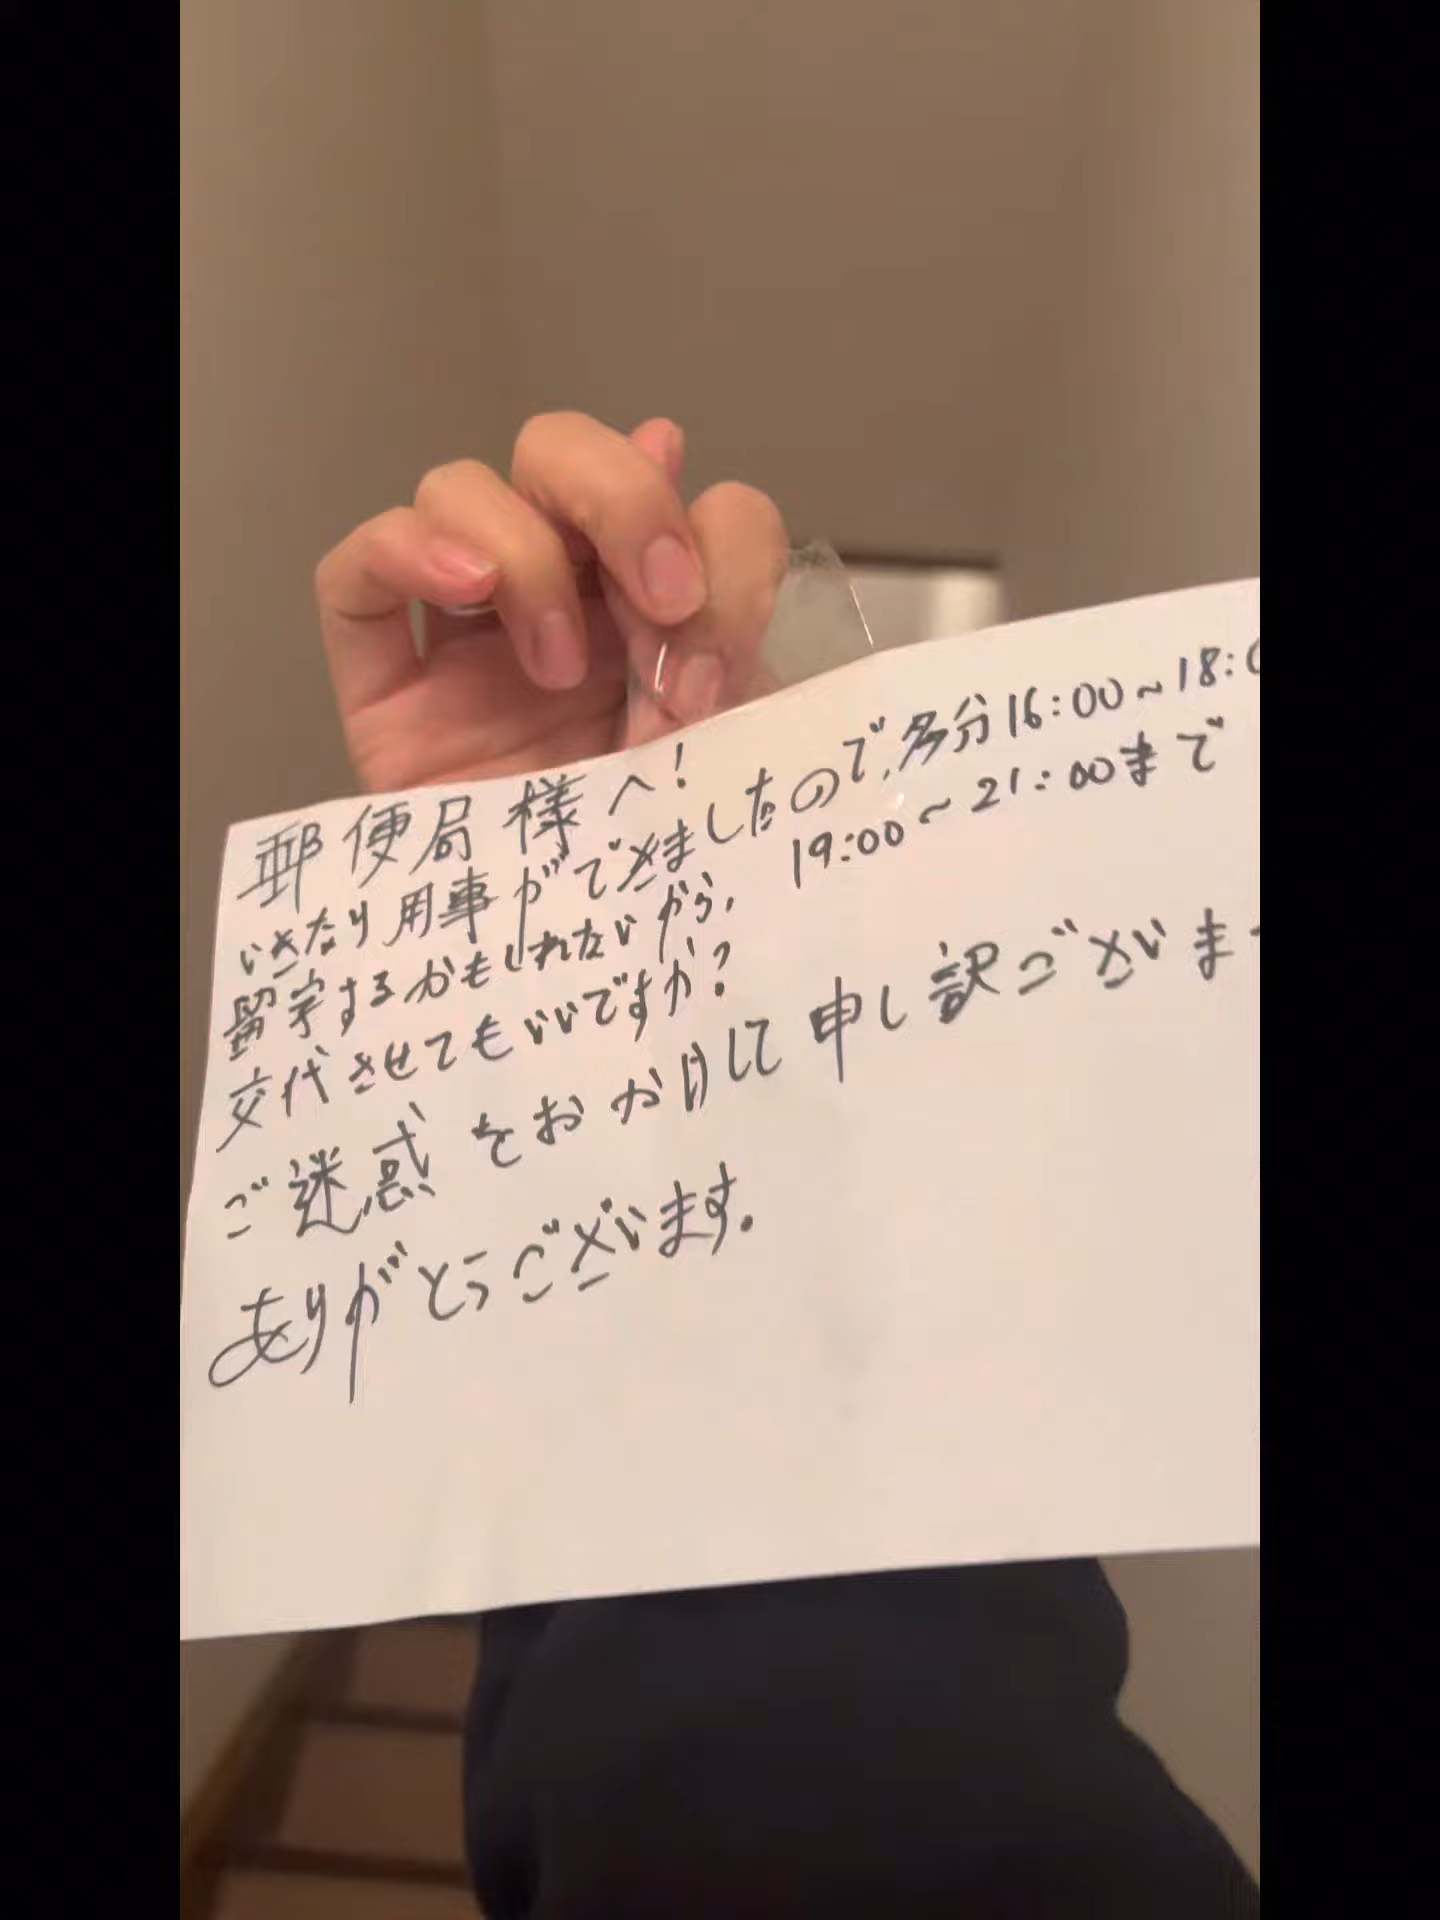 郵便局様へ!
いきなり用事ができましたので、多分16:00~18:0
留守するかもしれないから、19:00~21:00まで
交代させてもいいですか?
ご迷惑をおかけして申し訳ございま
ありがとうございます.